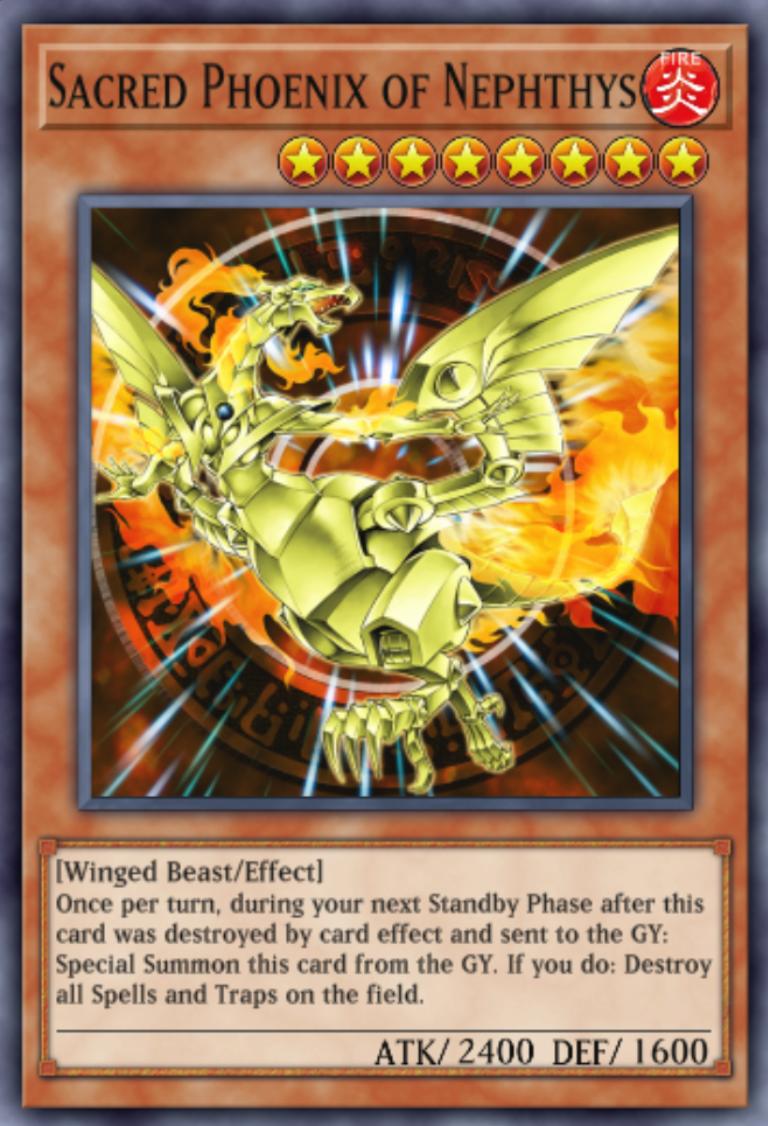 Sacred Phoenix of Nephthys
FIRE
炎
[Winged Beast/Effect]
Once per turn, during your next Standby Phase after this
card was destroyed by card effect and sent to the GY:
Special Summon this card from the GY. If you do: Destroy
all Spells and Traps on the field.
ATK/ 2400 DEF/ 1600